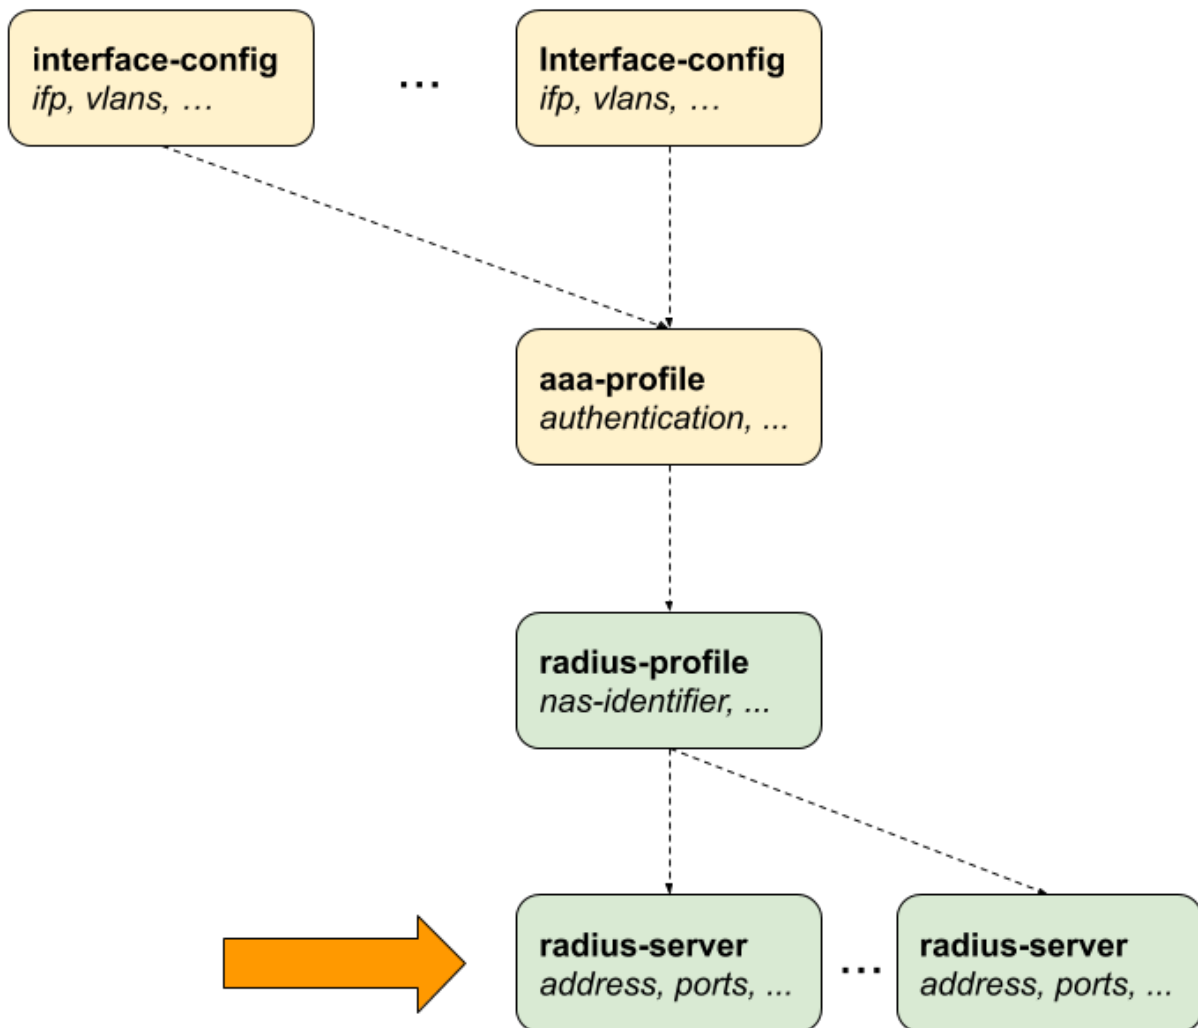 interface-config
ifp, vlans, …
...
Interface-config
ifp, vlans, …
aaa-profile
authentication, ...
radius-profile
nas-identifier, ...
radius-server
address, ports, ...
...
radius-server
address, ports, ...